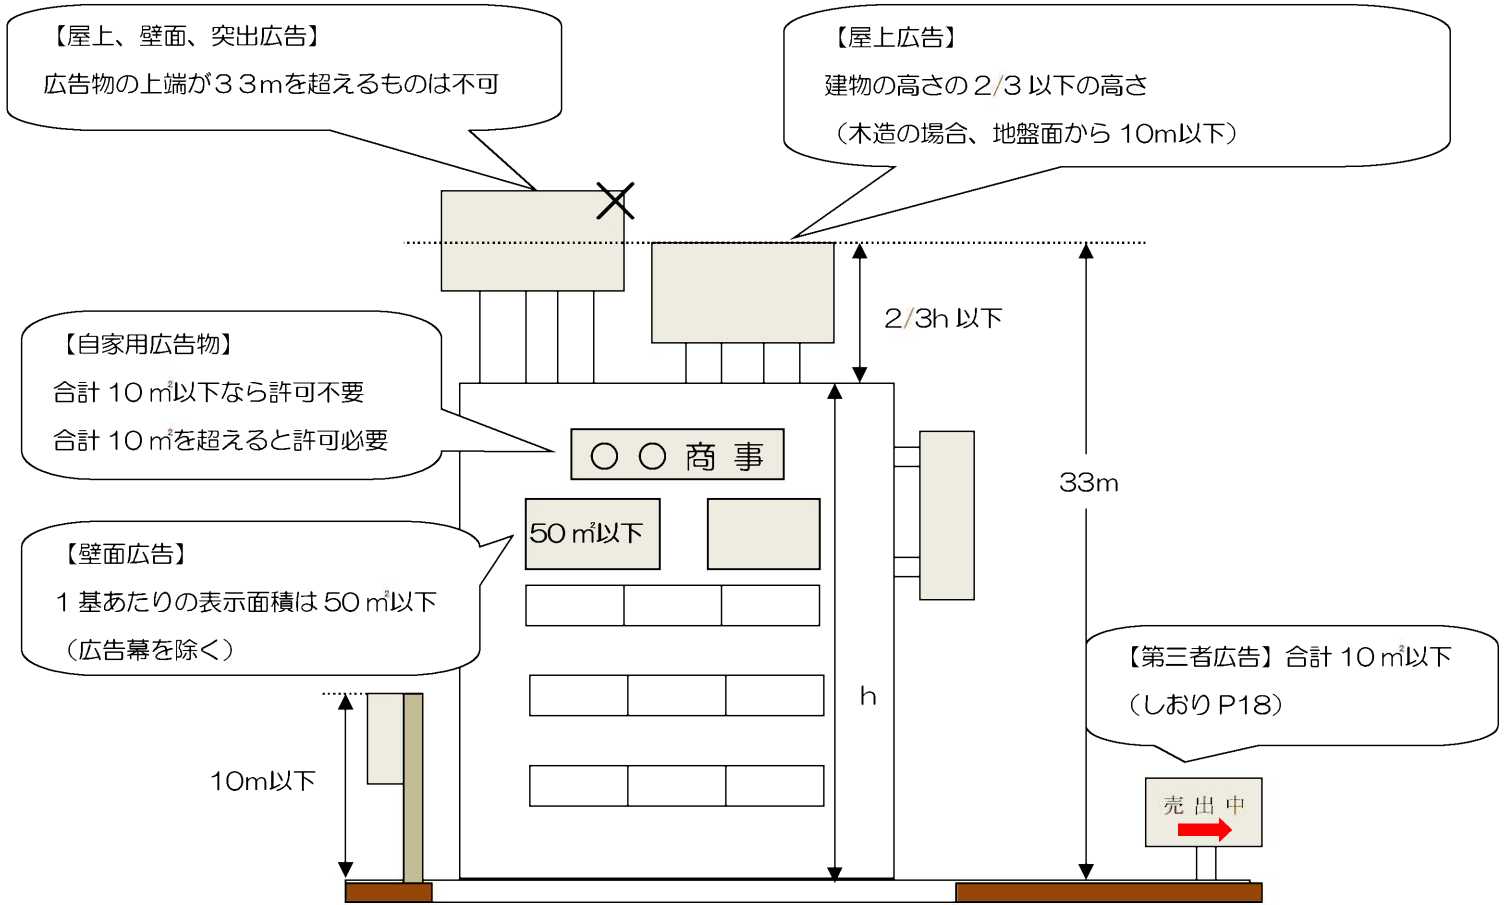 【屋上、壁面、突出広告】
広告物の上端が33mを超えるものは不可
【屋上広告】
建物の高さの2/3以下の高さ
（木造の場合、地盤面から10m以下）
2/3h以下
【自家用広告物】
合計10㎡以下なら許可不要
合計10㎡を超えると許可必要
〇〇商事
33m
50㎡以下
【壁面広告】
1基あたりの表示面積は50㎡以下
（広告幕を除く）
【第三者広告】合計10㎡以下
（しおりP18）
h
10m以下
売出中